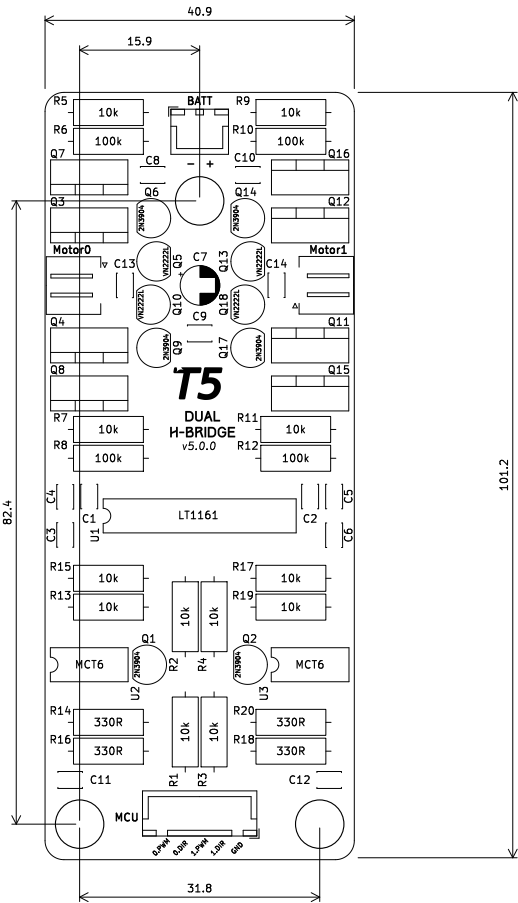 40.9
15.9
R5
10k
BATT
R9
10k
R6
100k
R10
100k
Q7
C8
- +
C10
Q16
Q3
Q6
2N3904
Q14
2N3904
Q12
Motor0
C13
VN2222L
Q5
C7
+
Q13
VN2222L
C14
Motor1
VN2222L
Q10
Q18
VN2222L
C9
Q4
Q9
2N3904
Q17
2N3904
Q11
Q8
Q15
T5
DUAL
H-BRIDGE
v5.0.0
R7
10k
R11
10k
R8
100k
R12
100k
101.2
82.4
C4
C1
C2
C5
C3
U1
LT1161
C6
R15
10k
R17
10k
R13
10k
R19
10k
10k
10k
R2
R4
MCT6
U2
Q1
2N3904
Q2
2N3904
U3
MCT6
R14
330R
R20
330R
R16
330R
R18
330R
10k
10k
R1
R3
C11
C12
MCU
0.PWM
0.DIR
1.PWM
1.DIR
GND
31.8